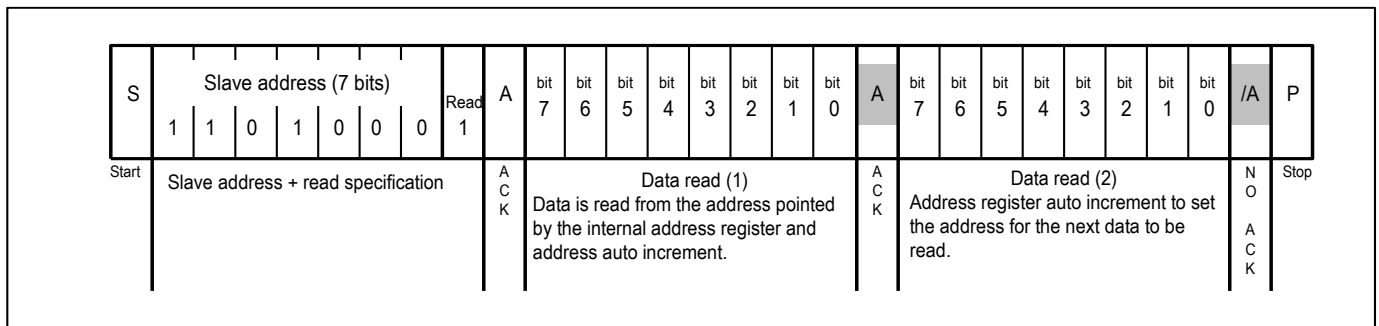 S Slave address (7 bits) Read A bit bit bit bit bit bit bit bit A bit bit bit bit bit bit bit bit /A P
1 1 0 1 0 0 0 1 7 6 5 4 3 2 1 0 7 6 5 4 3 2 1 0
Start Slave address + read specification ACK Data read (1) ACK Data read (2) NO ACK Stop
Data is read from the address pointed
by the internal address register and
address auto increment.
Address register auto increment to set
the address for the next data to be
read.